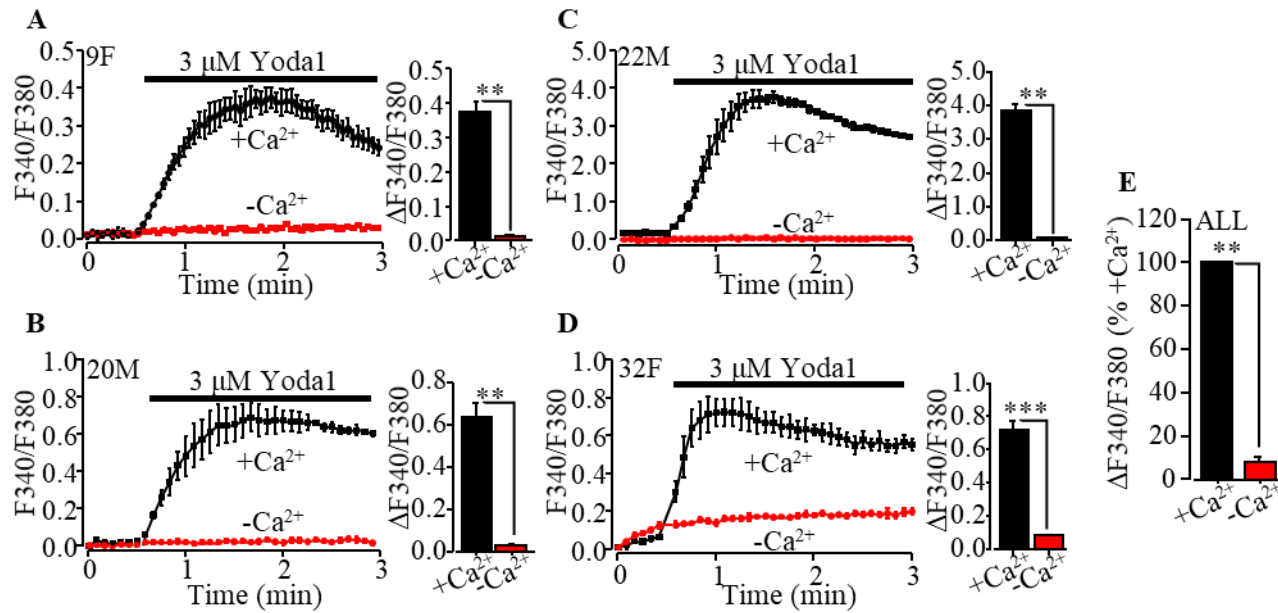 A
9F
3 μM Yoda1
+Ca²⁺
-Ca²⁺
F340/F380
0.5
0.4
0.3
0.2
0.1
0.0
0 1 2 3
Time (min)
ΔF340/F380
0.5
0.4
0.3
0.2
0.1
0.0
**
+Ca²⁺
-Ca²⁺
C
22M
3 μM Yoda1
+Ca²⁺
-Ca²⁺
F340/F380
5.0
4.0
3.0
2.0
1.0
0.0
0 1 2 3
Time (min)
ΔF340/F380
5.0
4.0
3.0
2.0
1.0
0.0
**
+Ca²⁺
-Ca²⁺
B
20M
3 μM Yoda1
+Ca²⁺
-Ca²⁺
F340/F380
1.0
0.8
0.6
0.4
0.2
0.0
0 1 2 3
Time (min)
ΔF340/F380
0.8
0.6
0.4
0.2
0.0
**
+Ca²⁺
-Ca²⁺
D
32F
3 μM Yoda1
+Ca²⁺
-Ca²⁺
F340/F380
1.0
0.8
0.6
0.4
0.2
0.0
0 1 2 3
Time (min)
ΔF340/F380
1.0
0.8
0.6
0.4
0.2
0.0
***
+Ca²⁺
-Ca²⁺
E
ALL
**
ΔF340/F380 (% +Ca²⁺)
120
100
80
60
40
20
0
+Ca²⁺
-Ca²⁺